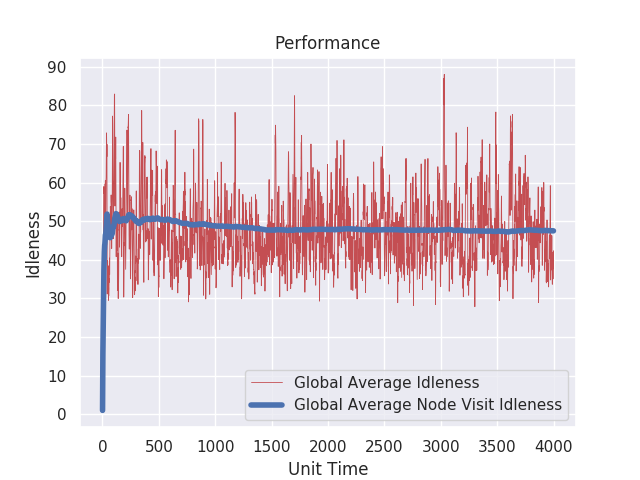 Performance
90
80
70
60
50
40
30
20
10
0
Idleness
Global Average Idleness
Global Average Node Visit Idleness
0 500 1000 1500 2000 2500 3000 3500 4000
Unit Time